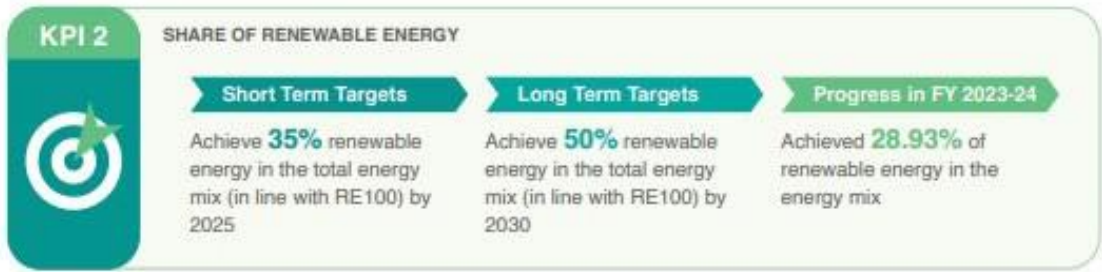 KPI 2
SHARE OF RENEWABLE ENERGY
Short Term Targets
Achieve 35% renewable
energy in the total energy
mix (in line with RE100) by
2025
Long Term Targets
Achieve 50% renewable
energy in the total energy
mix (in line with RE100) by
2030
Progress in FY 2023-24
Achieved 28.93% of
renewable energy in the
energy mix